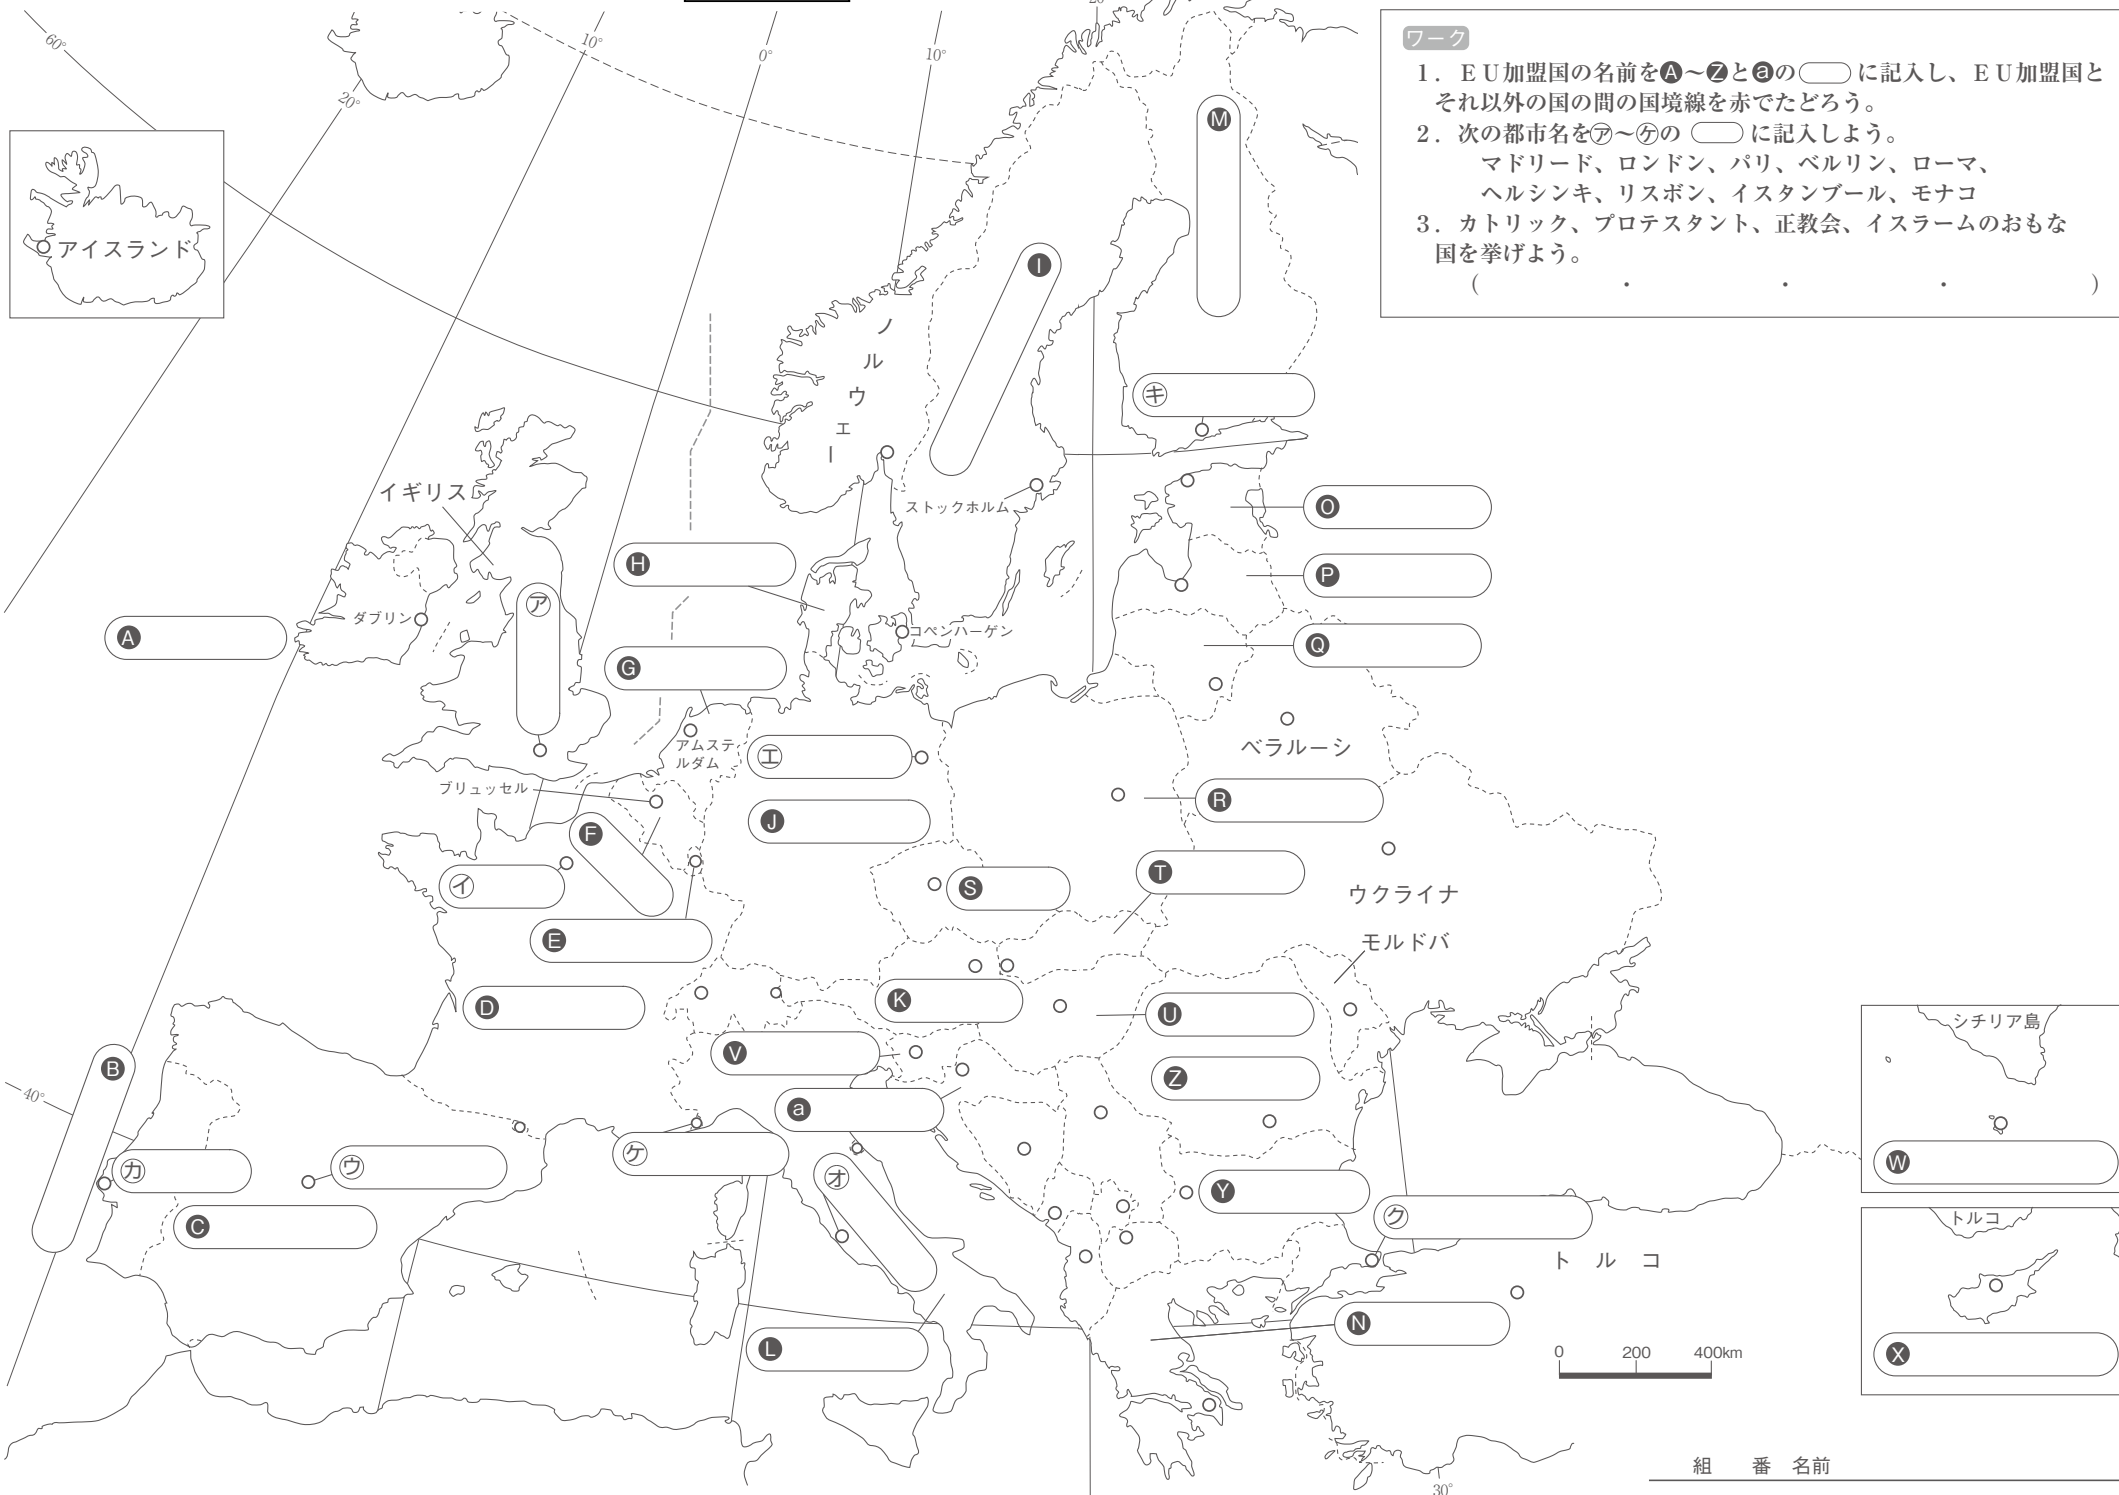 ワーク
1．ＥＵ加盟国の名前をA～Zとaの に記入し、ＥＵ加盟国と
それ以外の国の間の国境線を赤でたどろう。
2．次の都市名を㋐～㋘の に記入しよう。
マドリード、ロンドン、パリ、ベルリン、ローマ、
ヘルシンキ、リスボン、イスタンブール、モナコ
3．カトリック、プロテスタント、正教会、イスラームのおもな
国を挙げよう。
(　　　・　　　・　　　・　　　)
60°
20°
10°
0°
10°
20°
アイスランド
M
I
ノルウェー
㋖
イギリス
ストックホルム
O
H
P
㋐
ダブリン
コペンハーゲン
A
Q
G
アムステ
ルダム
㋓
ベラルーシ
ブリュッセル
R
J
F
㋑
S
T
ウクライナ
E
モルドバ
D
K
U
シチリア島
V
B
Z
40°
a
㋕
㋒
㋘
㋔
W
Y
C
㋗
トルコ
トルコ
N
L
X
0 200 400km
組　番　名前
30°